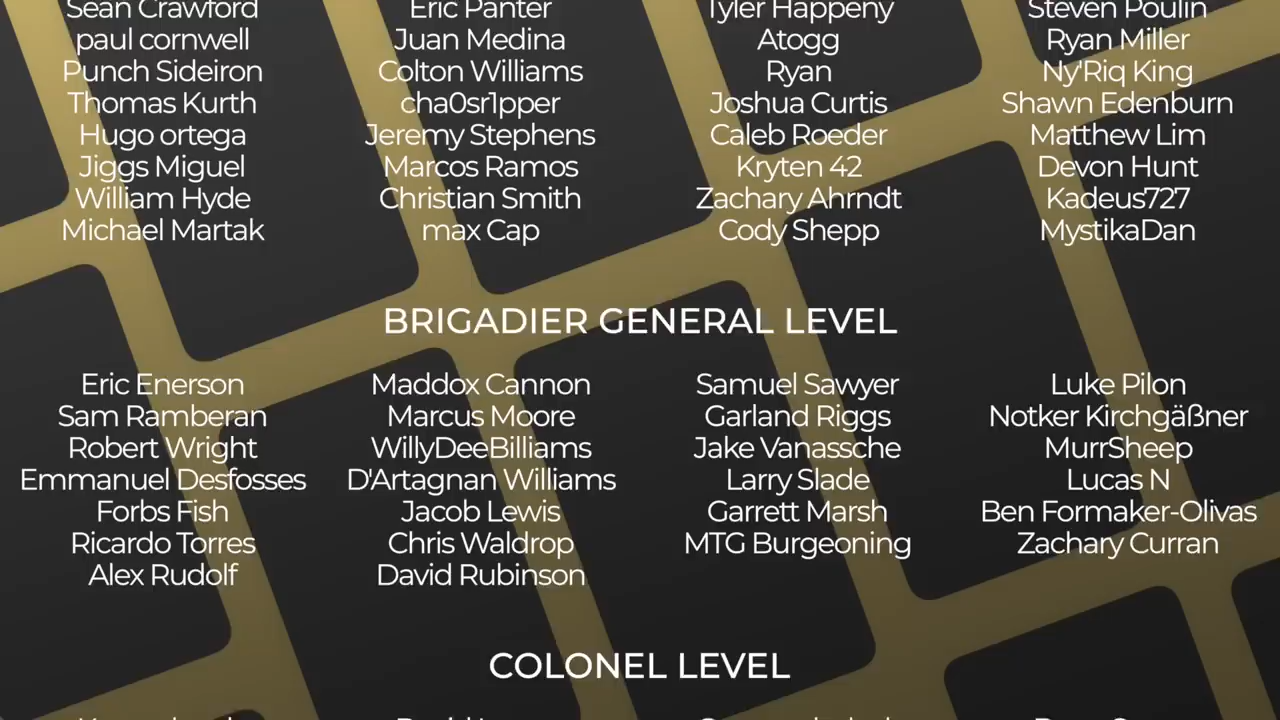 Sean Crawford Eric Panter Tyler Happeny Steven Poulin
paul cornwell Juan Medina Atogg Ryan Miller
Punch Sideiron Colton Williams Ryan Ny'Riq King
Thomas Kurth cha0sr1pper Joshua Curtis Shawn Edenburn
Hugo ortega Jeremy Stephens Caleb Roeder Matthew Lim
Jiggs Miguel Marcos Ramos Kryten 42 Devon Hunt
William Hyde Christian Smith Zachary Ahrndt Kadeus727
Michael Martak max Cap Cody Shepp MystikaDan
BRIGADIER GENERAL LEVEL
Eric Enerson Maddox Cannon Samuel Sawyer Luke Pilon
Sam Ramberan Marcus Moore Garland Riggs Notker Kirchgäßner
Robert Wright WillyDeeBilliams Jake Vanassche MurrSheep
Emmanuel Desfosses D'Artagnan Williams Larry Slade Lucas N
Forbs Fish Jacob Lewis Garrett Marsh Ben Formaker-Olivas
Ricardo Torres Chris Waldrop MTG Burgeoning Zachary Curran
Alex Rudolf David Rubinson
COLONEL LEVEL